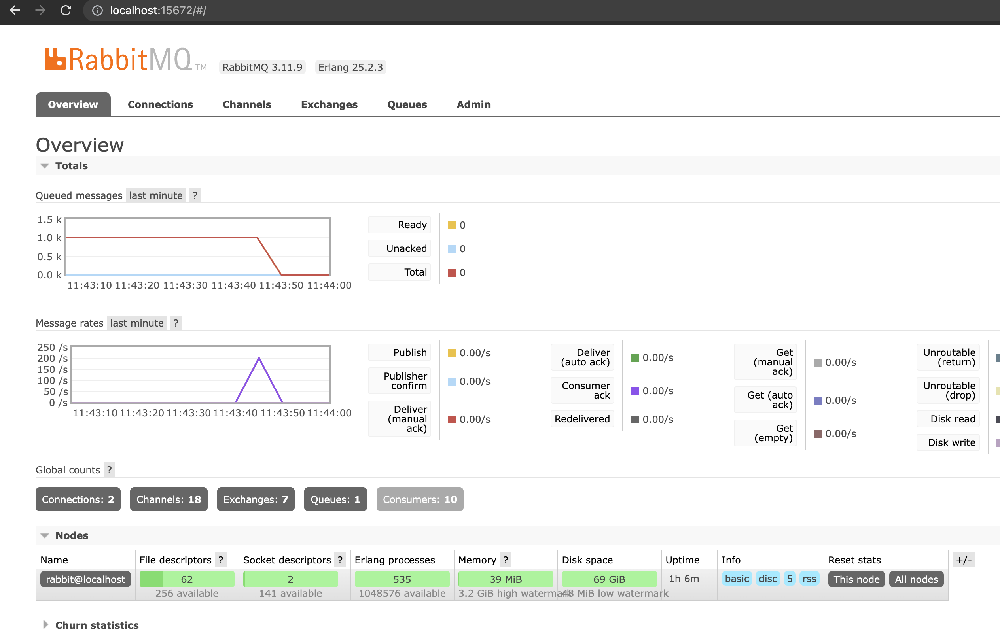 localhost:15672/#/
RabbitMQ TM RabbitMQ 3.11.9 Erlang 25.2.3
Overview Connections Channels Exchanges Queues Admin
Overview
Totals
Queued messages last minute ?
1.5 k
1.0 k
0.5 k
0.0 k
11:43:10 11:43:20 11:43:30 11:43:40 11:43:50 11:44:00
Ready 0
Unacked 0
Total 0
Message rates last minute ?
250 /s
200 /s
150 /s
100 /s
50 /s
0 /s
11:43:10 11:43:20 11:43:30 11:43:40 11:43:50 11:44:00
Publish 0.00/s
Publisher
confirm 0.00/s
Deliver
(manual
ack) 0.00/s
Deliver
(auto ack) 0.00/s
Consumer
ack 0.00/s
Redelivered 0.00/s
Get
(manual
ack) 0.00/s
Get (auto
ack) 0.00/s
Get
(empty) 0.00/s
Unroutable
(return)
Unroutable
(drop)
Disk read
Disk write
Global counts ?
Connections: 2 Channels: 18 Exchanges: 7 Queues: 1 Consumers: 10
Nodes
Name File descriptors ? Socket descriptors ? Erlang processes Memory ? Disk space Uptime Info Reset stats +/-
rabbit@localhost 62 2 535 39 MiB 69 GiB 1h 6m basic disc 5 rss This node All nodes
256 available 141 available 1048576 available 3.2 GiB high watermark 48 MiB low watermark
Churn statistics